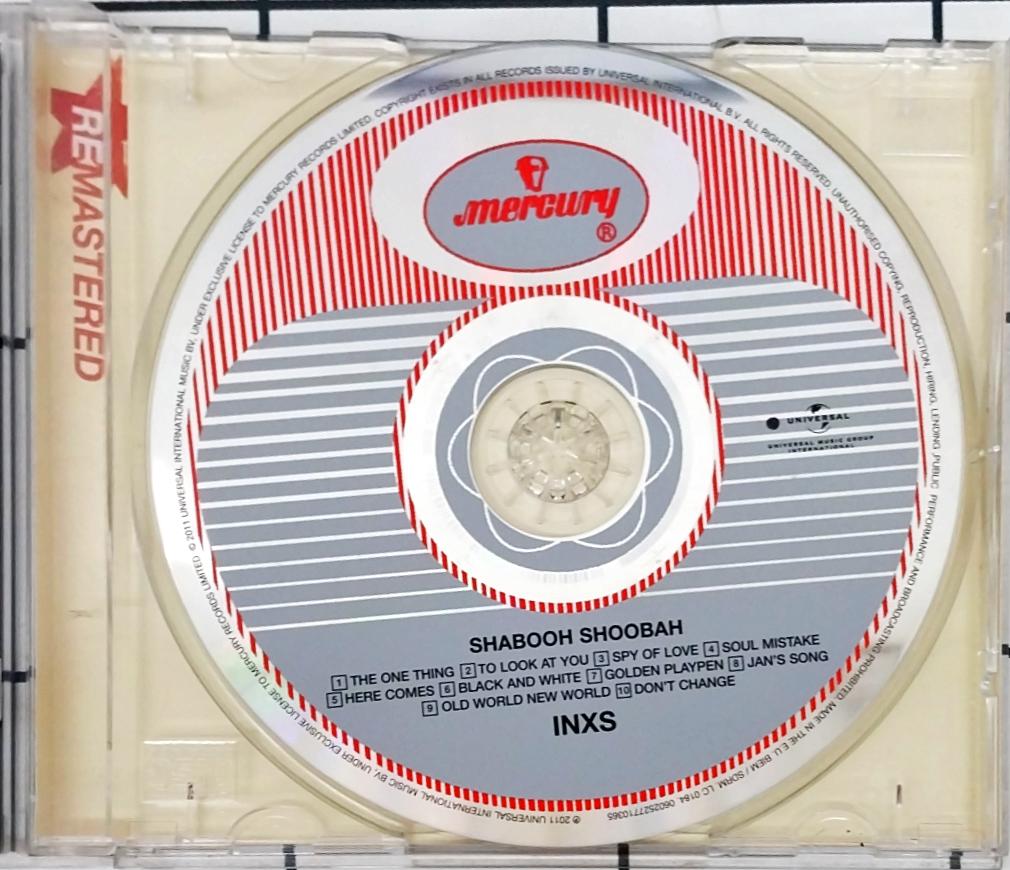 REMASTERED
mercury
®
UNIVERSAL
UNIVERSAL MUSIC GROUP
INTERNATIONAL
SHABOOH SHOOBAH
1 THE ONE THING 2 TO LOOK AT YOU 3 SPY OF LOVE 4 SOUL MISTAKE
5 HERE COMES 6 BLACK AND WHITE 7 GOLDEN PLAYPEN 8 JAN'S SONG
9 OLD WORLD NEW WORLD 10 DON'T CHANGE
INXS
℗ 2011 UNIVERSAL INTERNATIONAL MUSIC BV, UNDER EXCLUSIVE LICENSE TO MERCURY RECORDS LIMITED © 2011 UNIVERSAL INTERNATIONAL MUSIC BV, UNDER EXCLUSIVE LICENSE TO MERCURY RECORDS LIMITED. COPYRIGHT EXISTS IN ALL RECORDS ISSUED BY UNIVERSAL INTERNATIONAL B.V. ALL RIGHTS RESERVED. UNAUTHORISED COPYING, REPRODUCTION, HIRING, LENDING, PUBLIC PERFORMANCE AND BROADCASTING PROHIBITED. MADE IN THE E.U. BIEM / SDRM. LC 0184 0602527710365